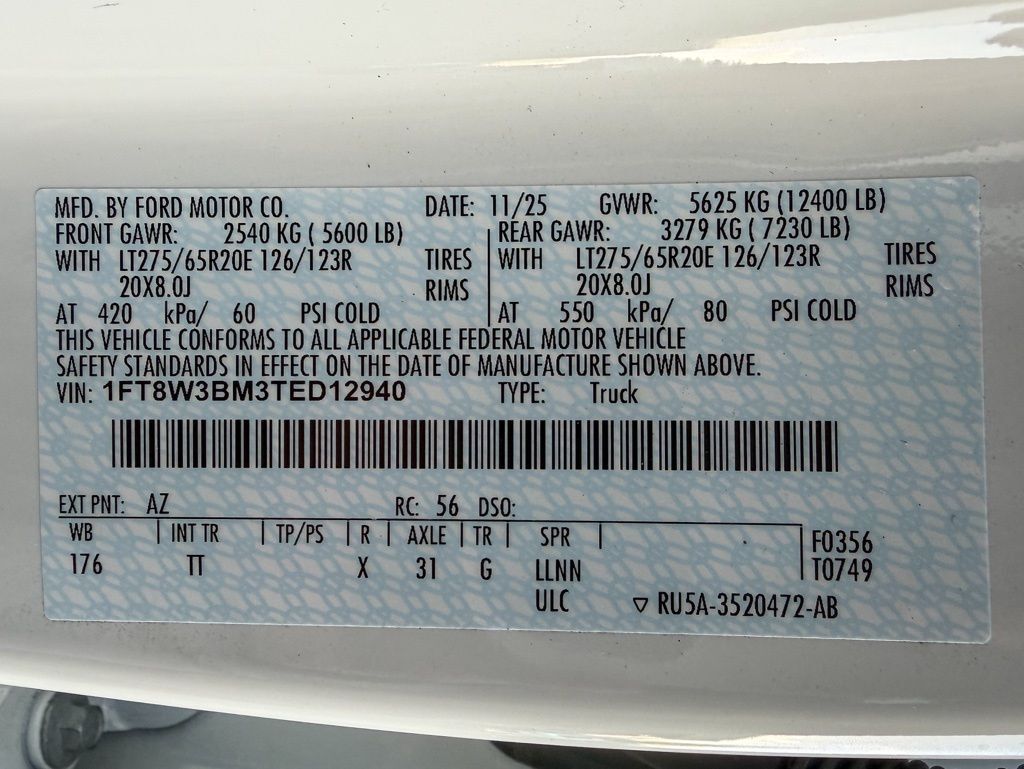 MFD. BY FORD MOTOR CO. DATE: 11/25 GVWR: 5625 KG (12400 LB)
FRONT GAWR: 2540 KG ( 5600 LB) REAR GAWR: 3279 KG ( 7230 LB)
WITH LT275/65R20E 126/123R TIRES WITH LT275/65R20E 126/123R TIRES
20X8.0J RIMS 20X8.0J RIMS
AT 420 kPa/ 60 PSI COLD AT 550 kPa/ 80 PSI COLD
THIS VEHICLE CONFORMS TO ALL APPLICABLE FEDERAL MOTOR VEHICLE
SAFETY STANDARDS IN EFFECT ON THE DATE OF MANUFACTURE SHOWN ABOVE.
VIN: 1FT8W3BM3TED12940 TYPE: Truck
EXT PNT: AZ RC: 56 DSO:
WB INT TR TP/PS R AXLE TR SPR F0356
176 TT X 31 G LLNN T0749
ULC ▽ RU5A-3520472-AB